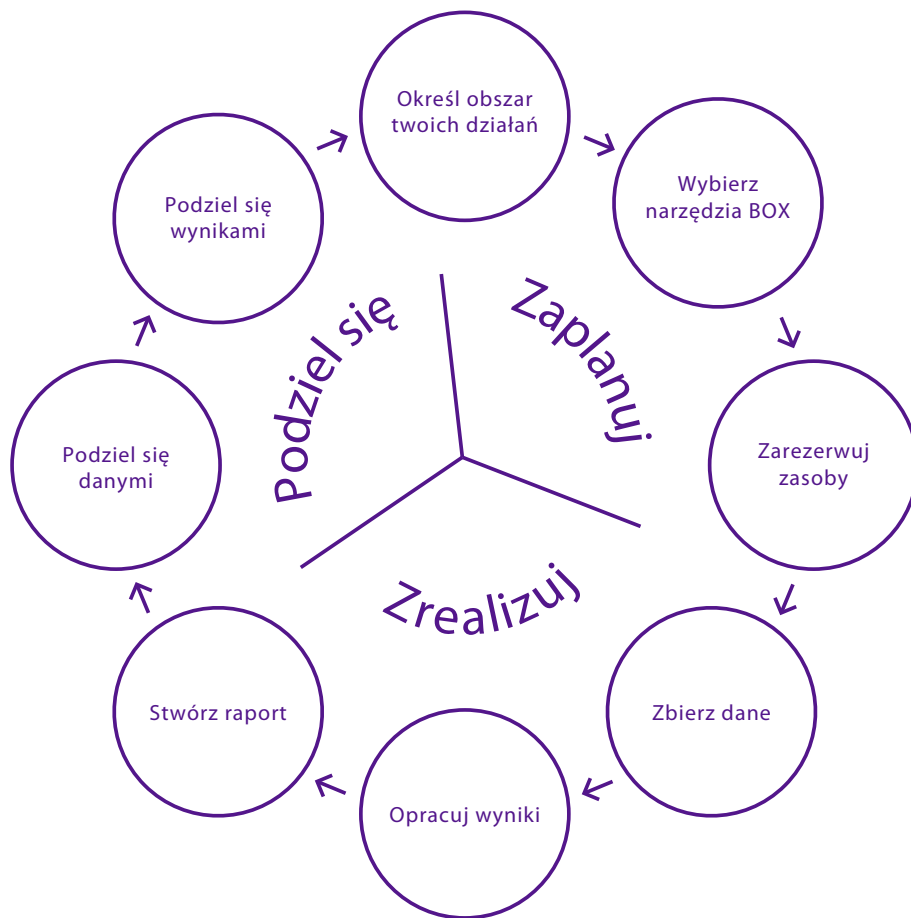 Określ obszar
twoich działań
Wybierz
narzędzia BOX
Zarezerwuj
zasoby
Zbierz dane
Opracuj wyniki
Stwórz raport
Podziel się
danymi
Podziel się
wynikami
Zaplanuj
Zrealizuj
Podziel się